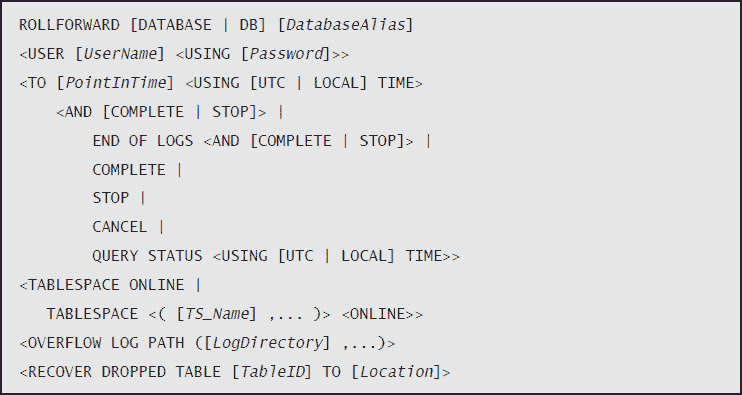 ROLLFORWARD [DATABASE | DB] [DatabaseAlias]
<USER [UserName] <USING [Password]>>
<TO [PointInTime] <USING [UTC | LOCAL] TIME>
<AND [COMPLETE | STOP]> |
END OF LOGS <AND [COMPLETE | STOP]> |
COMPLETE |
STOP |
CANCEL |
QUERY STATUS <USING [UTC | LOCAL] TIME>>
<TABLESPACE ONLINE |
TABLESPACE <( [TS_Name] ,... )> <ONLINE>>
<OVERFLOW LOG PATH ([LogDirectory] ,...)>
<RECOVER DROPPED TABLE [TableID] TO [Location]>